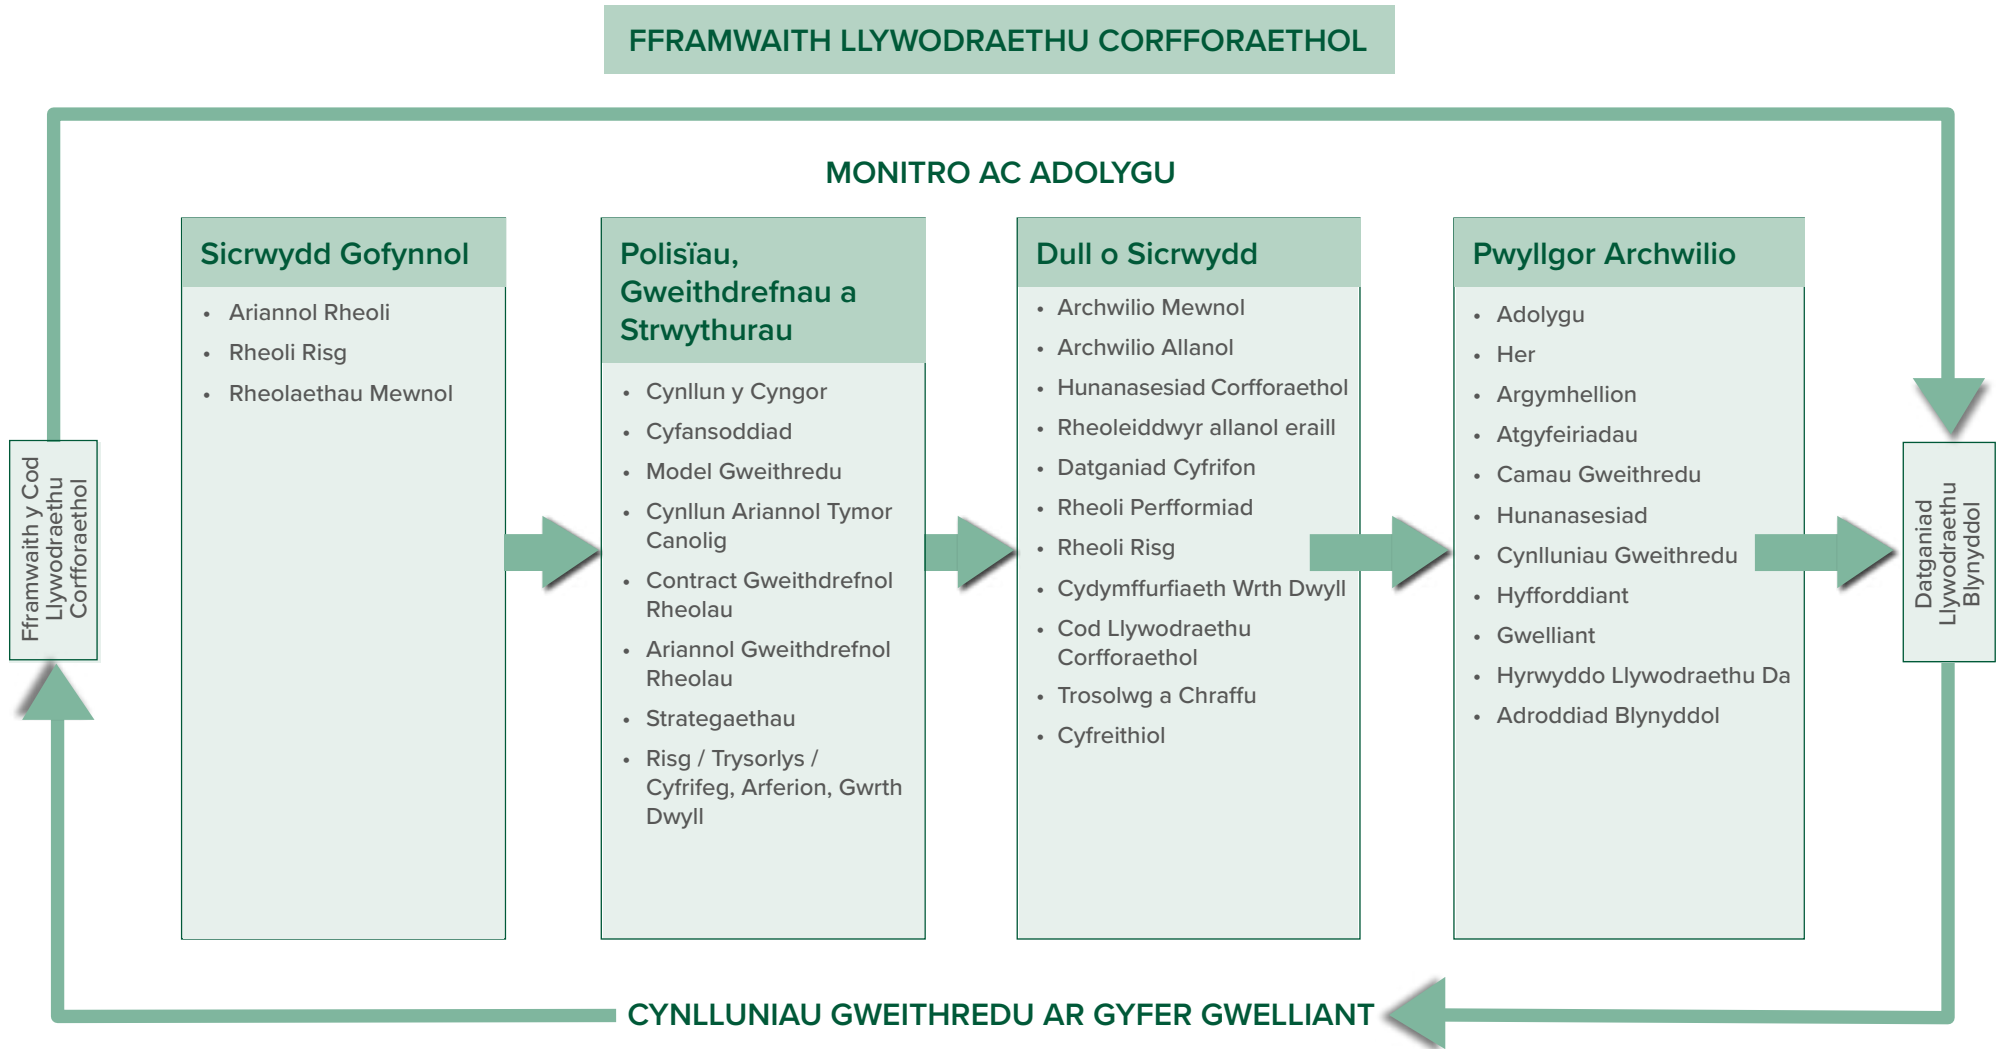 FFRAMWAITH LLYWODRAETHU CORFFORAETHOL
MONITRO AC ADOLYGU
Fframwaith y Cod
Llywodraethu
Corfforaethol
Sicrwydd Gofynnol
• Ariannol Rheoli
• Rheoli Risg
• Rheolaethau Mewnol
Polisïau,
Gweithdrefnau a
Strwythurau
• Cynllun y Cyngor
• Cyfansoddiad
• Model Gweithredu
• Cynllun Ariannol Tymor
Canolig
• Contract Gweithdrefnol
Rheolau
• Ariannol Gweithdrefnol
Rheolau
• Strategaethau
• Risg / Trysorlys /
Cyfrifeg, Arferion, Gwrth
Dwyll
Dull o Sicrwydd
• Archwilio Mewnol
• Archwilio Allanol
• Hunanasesiad Corfforaethol
• Rheoleiddwyr allanol eraill
• Datganiad Cyfrifon
• Rheoli Perfformiad
• Rheoli Risg
• Cydymffurfiaeth Wrth Dwyll
• Cod Llywodraethu
Corfforaethol
• Trosolwg a Chraffu
• Cyfreithiol
Pwyllgor Archwilio
• Adolygu
• Her
• Argymhellion
• Atgyfeiriadau
• Camau Gweithredu
• Hunanasesiad
• Cynlluniau Gweithredu
• Hyfforddiant
• Gwelliant
• Hyrwyddo Llywodraethu Da
• Adroddiad Blynyddol
Datganiad
Llywodraethu
Blynyddol
CYNLLUNIAU GWEITHREDU AR GYFER GWELLIANT